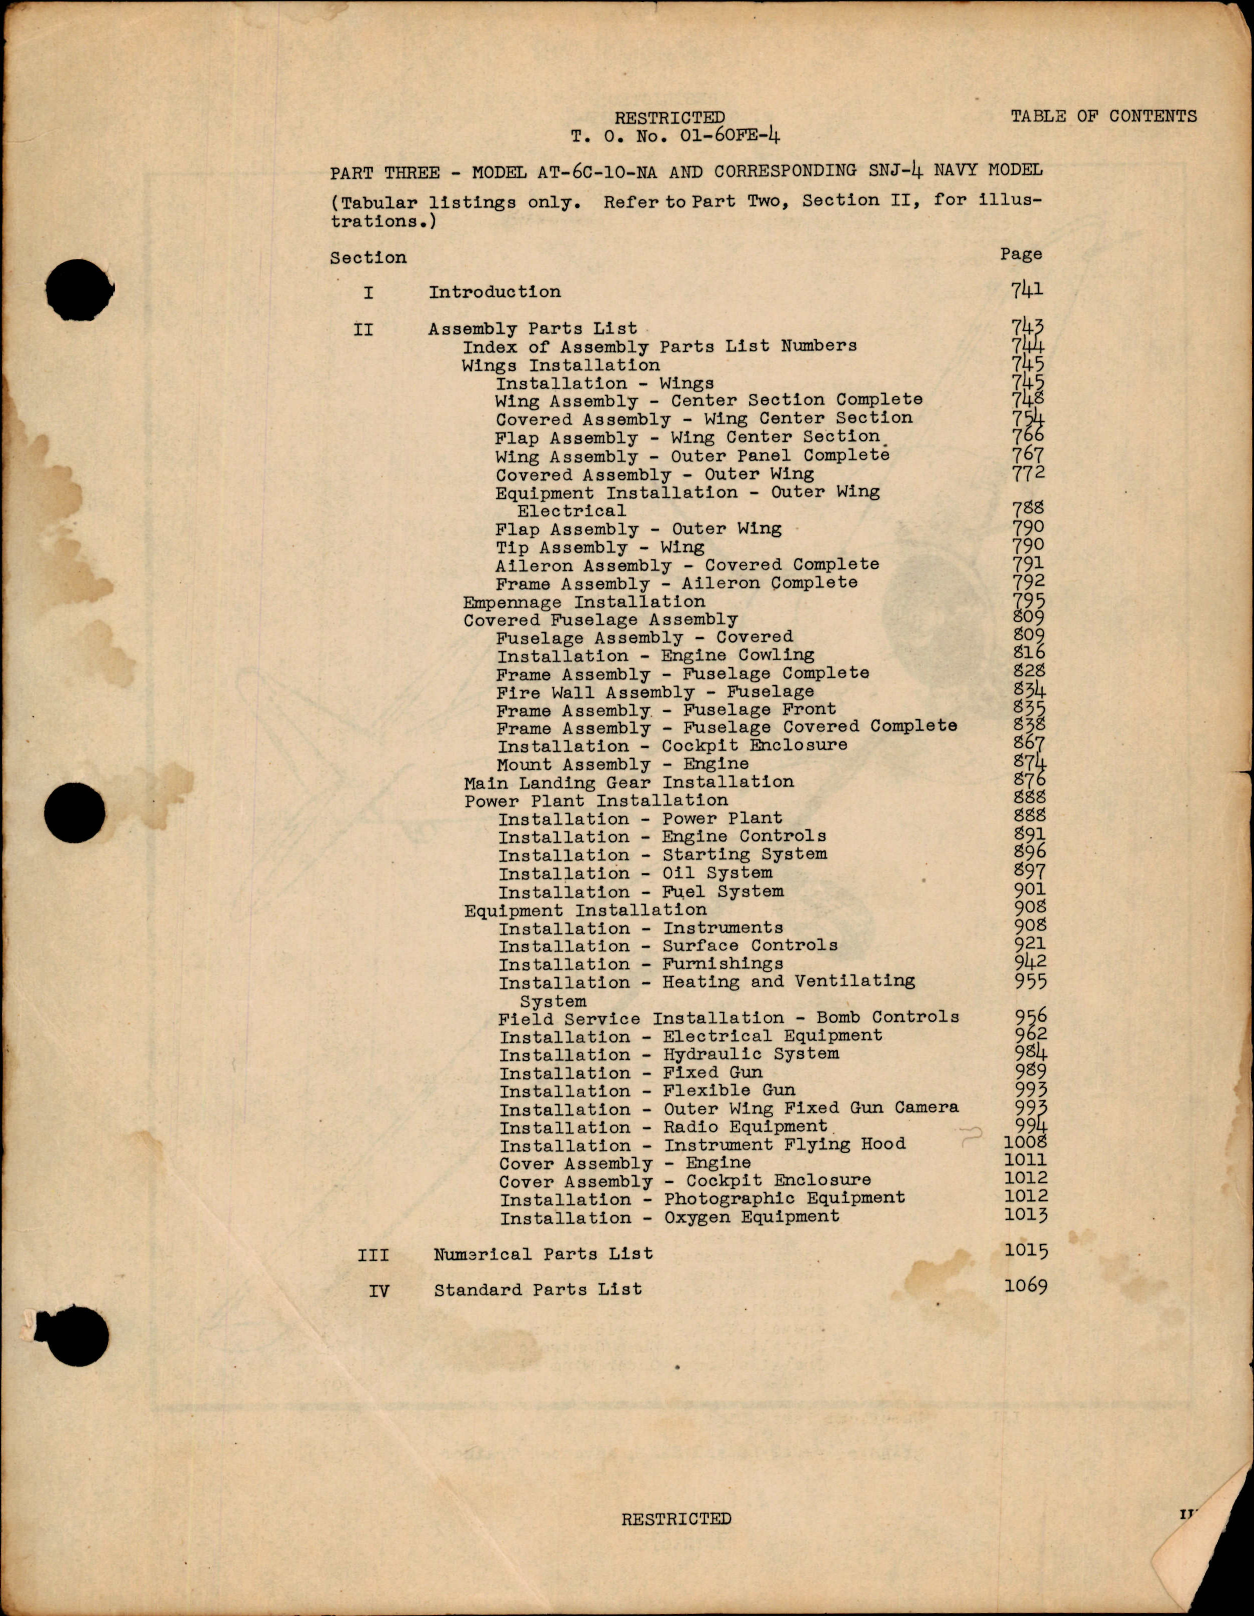 RESTRICTED
T. O. No. 01-60FE-4
TABLE OF CONTENTS
PART THREE - MODEL AT-6C-10-NA AND CORRESPONDING SNJ-4 NAVY MODEL
(Tabular listings only. Refer to Part Two, Section II, for illus-
trations.)
Section Page
I Introduction 741
II Assembly Parts List 743
Index of Assembly Parts List Numbers 744
Wings Installation 745
Installation - Wings 745
Wing Assembly - Center Section Complete 748
Covered Assembly - Wing Center Section 754
Flap Assembly - Wing Center Section 766
Wing Assembly - Outer Panel Complete 767
Covered Assembly - Outer Wing 772
Equipment Installation - Outer Wing
Electrical 788
Flap Assembly - Outer Wing 790
Tip Assembly - Wing 790
Aileron Assembly - Covered Complete 791
Frame Assembly - Aileron Complete 792
Empennage Installation 795
Covered Fuselage Assembly 809
Fuselage Assembly - Covered 809
Installation - Engine Cowling 816
Frame Assembly - Fuselage Complete 828
Fire Wall Assembly - Fuselage 834
Frame Assembly - Fuselage Front 835
Frame Assembly - Fuselage Covered Complete 838
Installation - Cockpit Enclosure 867
Mount Assembly - Engine 874
Main Landing Gear Installation 876
Power Plant Installation 888
Installation - Power Plant 888
Installation - Engine Controls 891
Installation - Starting System 896
Installation - Oil System 897
Installation - Fuel System 901
Equipment Installation 908
Installation - Instruments 908
Installation - Surface Controls 921
Installation - Furnishings 942
Installation - Heating and Ventilating 955
System
Field Service Installation - Bomb Controls 956
Installation - Electrical Equipment 962
Installation - Hydraulic System 984
Installation - Fixed Gun 989
Installation - Flexible Gun 993
Installation - Outer Wing Fixed Gun Camera 993
Installation - Radio Equipment 994
Installation - Instrument Flying Hood 1008
Cover Assembly - Engine 1011
Cover Assembly - Cockpit Enclosure 1012
Installation - Photographic Equipment 1012
Installation - Oxygen Equipment 1013
III Numerical Parts List 1015
IV Standard Parts List 1069
RESTRICTED